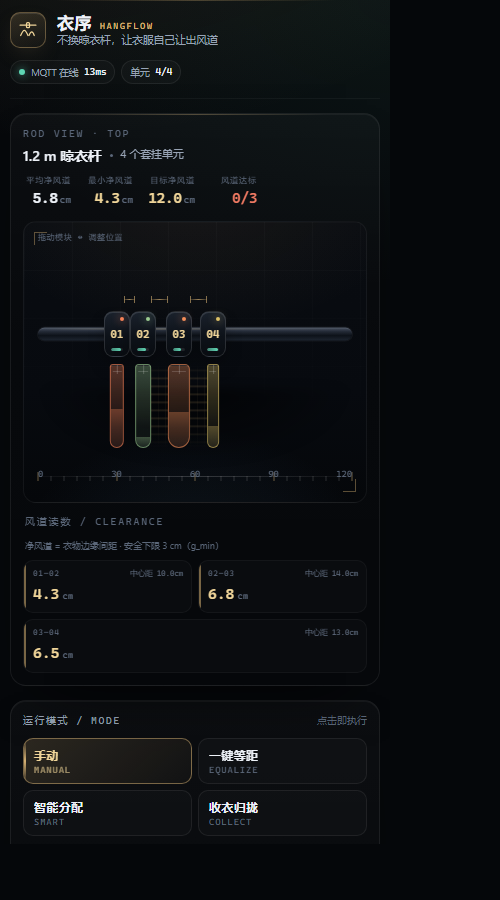 衣序 HANGFLOW
不换晾衣杆，让衣服自己让出风道
MQTT 在线 13ms 单元 4/4
ROD VIEW · TOP
1.2 m 晾衣杆 · 4 个套挂单元
平均净风道 最小净风道 目标净风道 风道达标
5.8cm 4.3cm 12.0cm 0/3
拖动模块 ⬌ 调整位置
01 02 03 04
0 30 60 90 120
风道读数 / CLEARANCE
净风道 = 衣物边缘间距 · 安全下限 3 cm（g_min）
01–02 中心距 10.0cm 02–03 中心距 14.0cm
4.3 cm 6.8 cm
03–04 中心距 13.0cm
6.5 cm
运行模式 / MODE 点击即执行
手动 一键等距
MANUAL EQUALIZE
智能分配 收衣归拢
SMART COLLECT